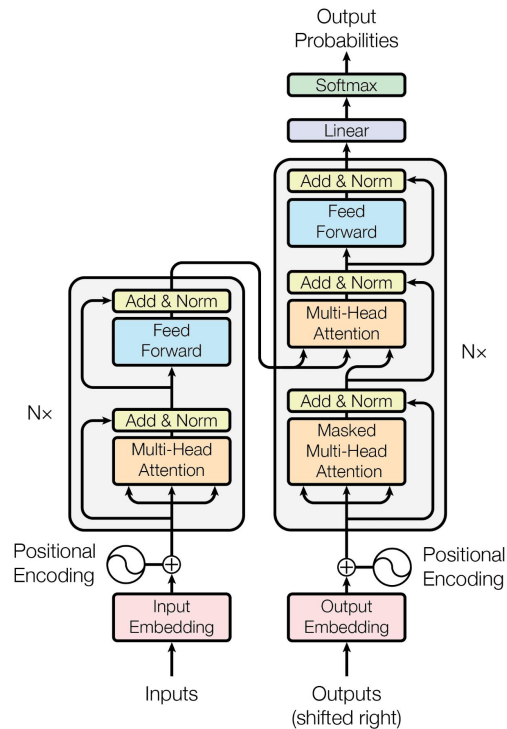 Output
Probabilities
Softmax
Linear
Add & Norm
Feed
Forward
Add & Norm
Multi-Head
Attention
Nx
Add & Norm
Masked
Multi-Head
Attention
Add & Norm
Feed
Forward
Nx
Add & Norm
Multi-Head
Attention
Positional
Encoding
Positional
Encoding
Input
Embedding
Output
Embedding
Inputs
Outputs
(shifted right)